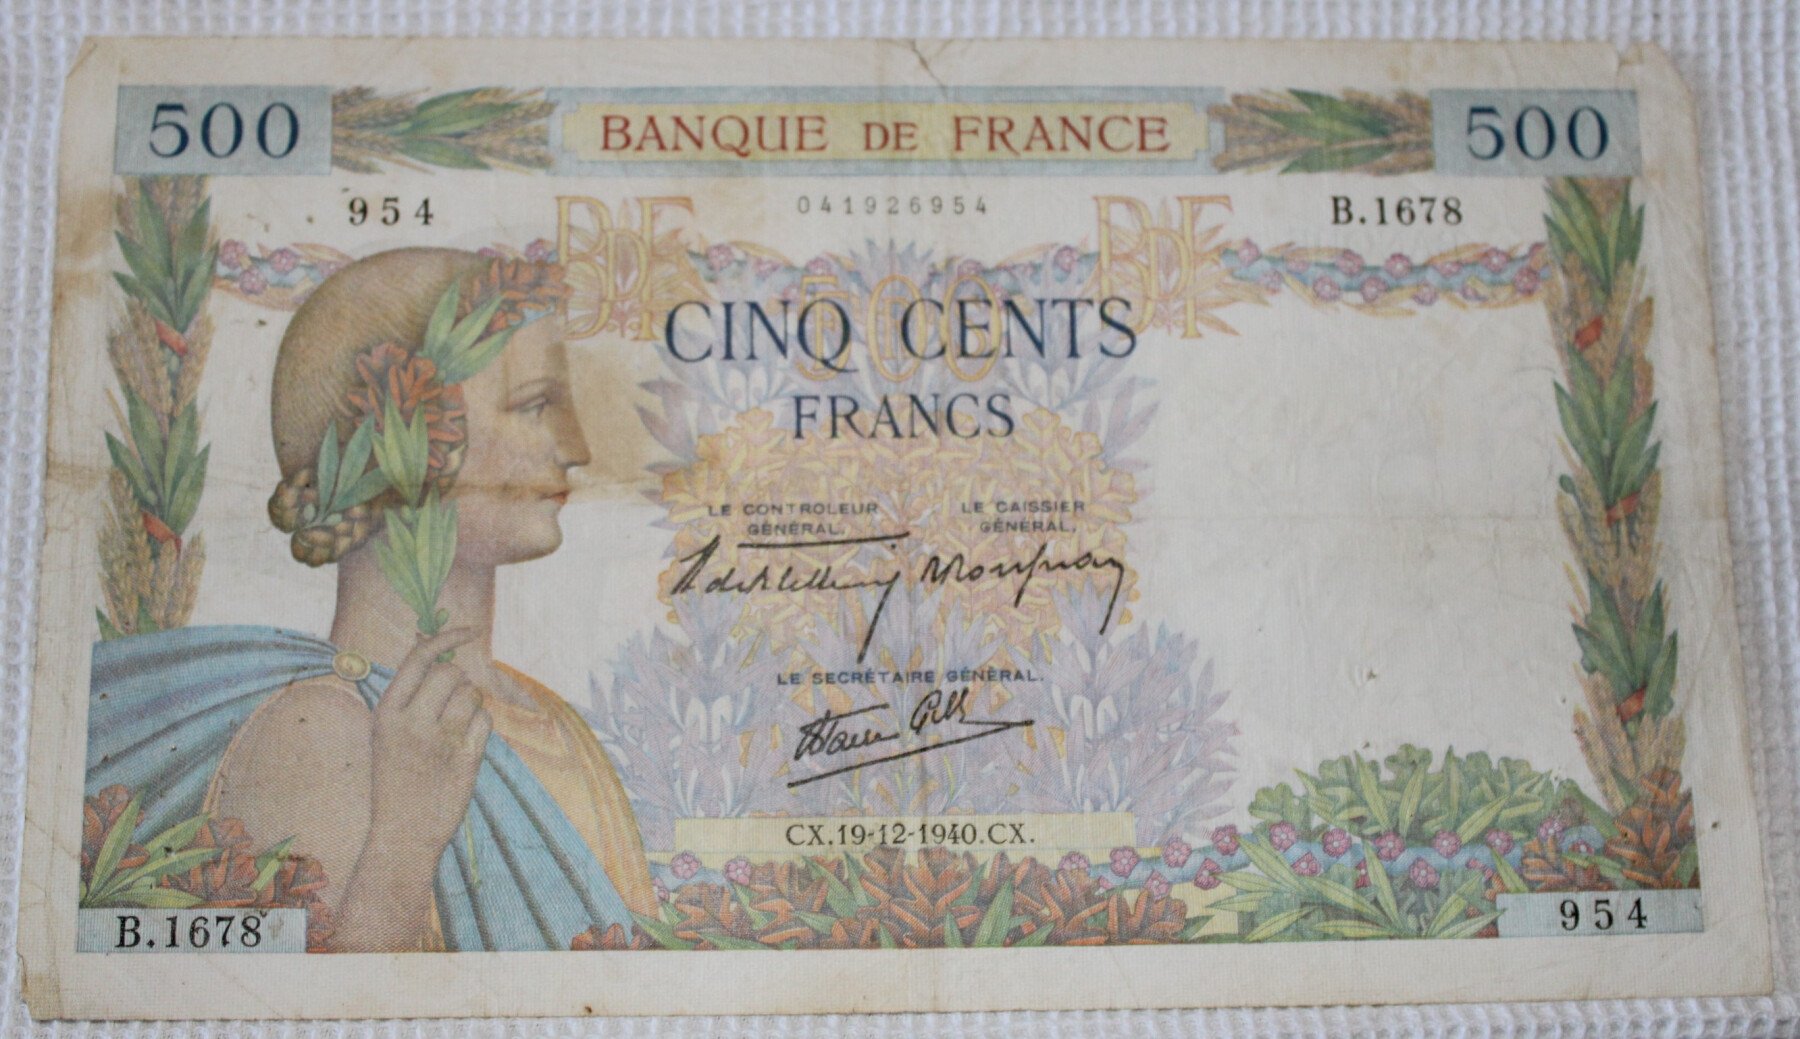 500 BANQUE DE FRANCE 500
954 041926954 B.1678
BDF BDF
500
CINQ CENTS
FRANCS
LE CONTROLEUR GÉNÉRAL.
LE CAISSIER GÉNÉRAL.
LE SECRÉTAIRE GÉNÉRAL.
CX.19-12-1940.CX.
B.1678 954